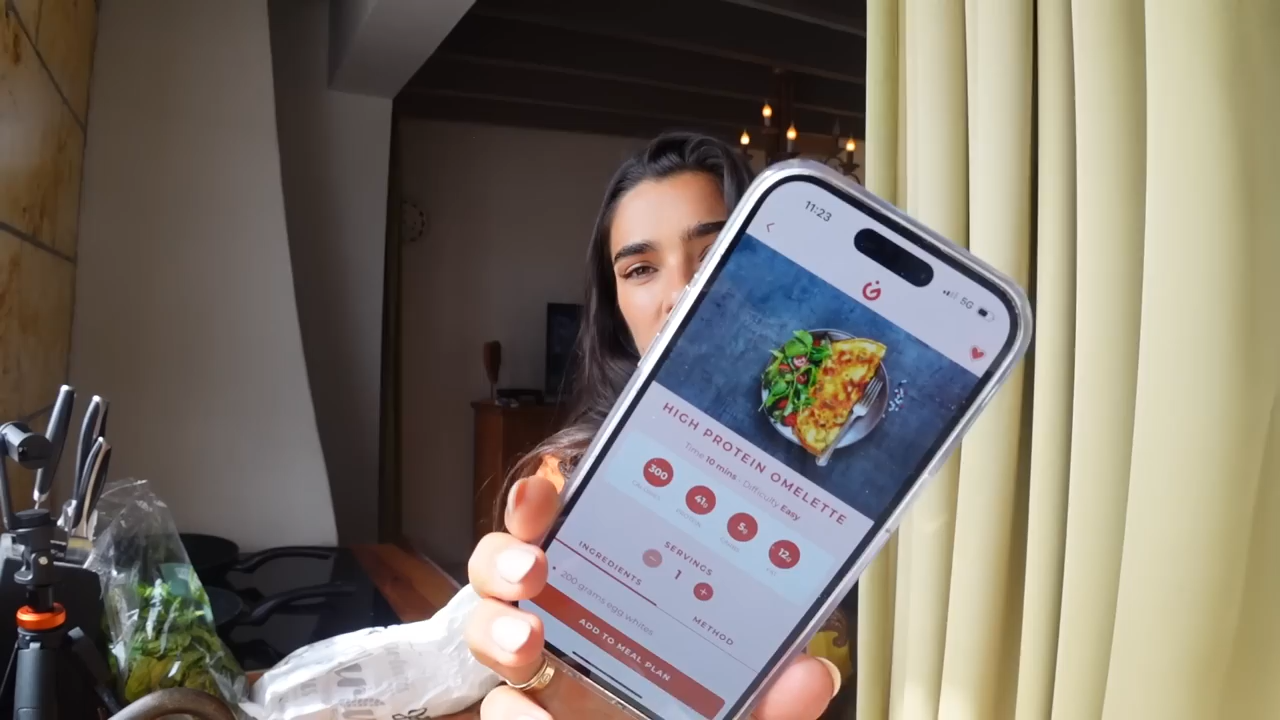 11:23
5G
HIGH PROTEIN OMELETTE
Time 10 mins . Difficulty Easy
300
41g
5g
12g
CALORIES
PROTEIN
CARBS
FAT
SERVINGS
1
INGREDIENTS
METHOD
• 200 grams egg whites
ADD TO MEAL PLAN